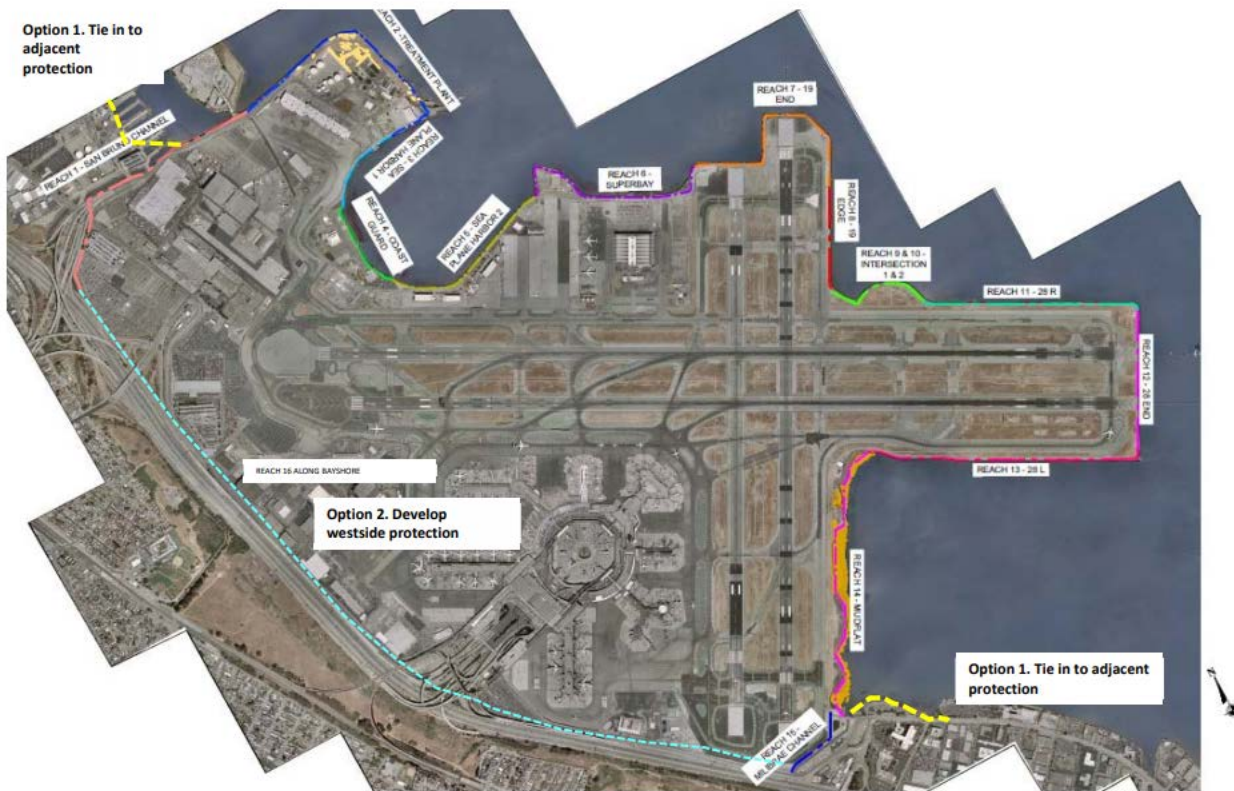 Option 1. Tie in to
adjacent
protection
REACH 2 -TREATMENT PLANT
REACH 1 - SAN BRUNO CHANNEL
REACH 3 - SEA
PLANE HARBOR 1
REACH 4 - COAST
GUARD
REACH 5 - SEA
PLANE HARBOR 2
REACH 6 -
SUPERBAY
REACH 7 - 19
END
REACH 8 - 19
EDGE
REACH 9 & 10 -
INTERSECTION
1 & 2
REACH 11 - 28 R
REACH 12 - 28 END
REACH 13 - 28 L
REACH 16 ALONG BAYSHORE
Option 2. Develop
westside protection
REACH 14 - MUDFLAT
Option 1. Tie in to adjacent
protection
REACH 15 -
MILLBRAE CHANNEL